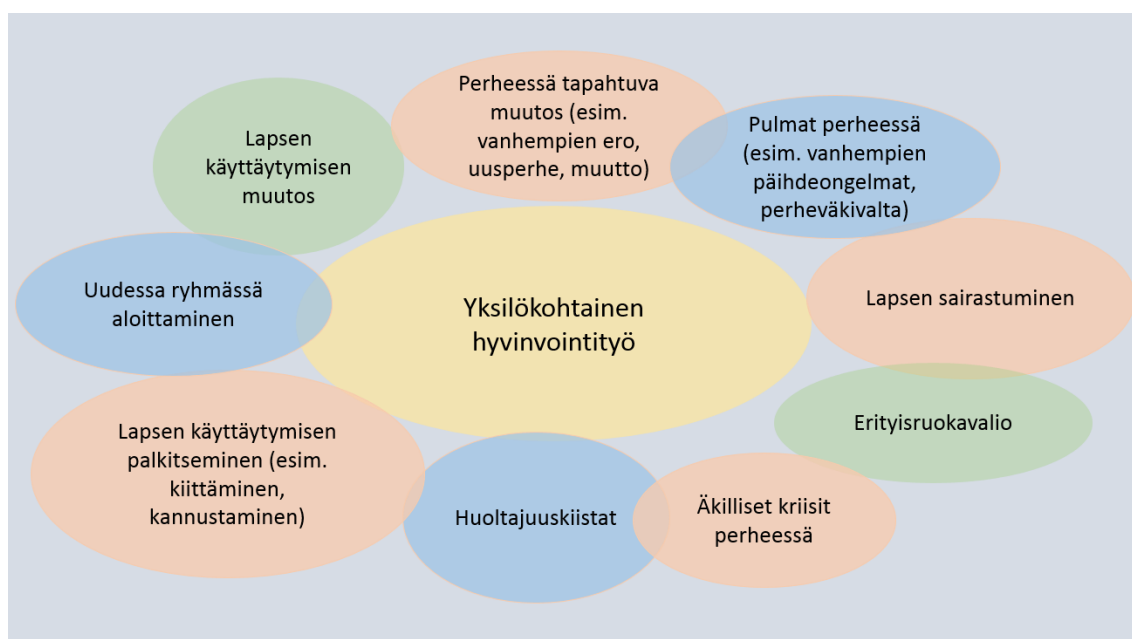 Perheessä tapahtuva
muutos (esim.
vanhempien ero,
uusperhe, muutto)
Pulmat perheessä
(esim. vanhempien
päihdeongelmat,
perheväkivalta)
Lapsen
käyttäytymisen
muutos
Uudessa ryhmässä
aloittaminen
Yksilökohtainen
hyvinvointityö
Lapsen sairastuminen
Erityisruokavalio
Lapsen käyttäytymisen
palkitseminen (esim.
kiittäminen,
kannustaminen)
Huoltajuuskiistat
Äkilliset kriisit
perheessä